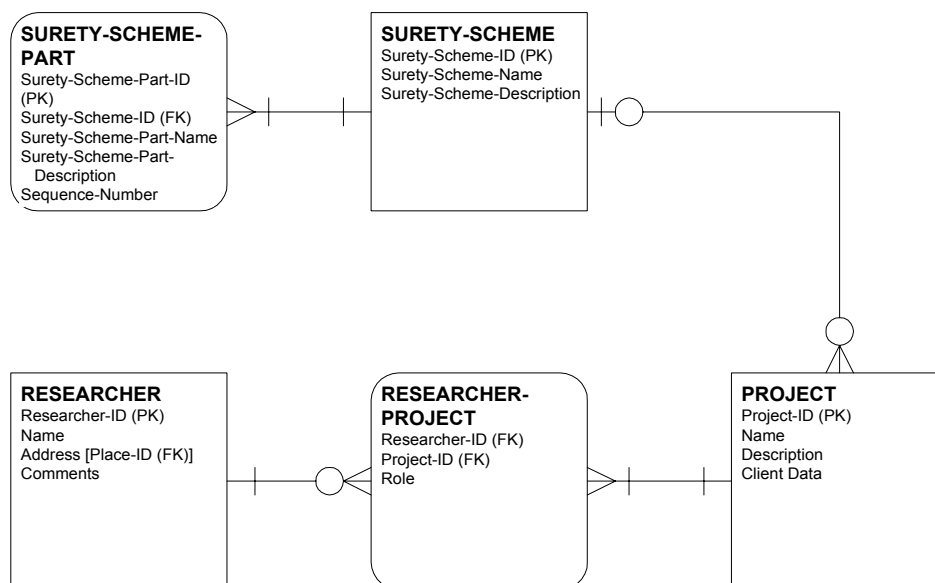 SURETY-SCHEME-
PART
Surety-Scheme-Part-ID
(PK)
Surety-Scheme-ID (FK)
Surety-Scheme-Part-Name
Surety-Scheme-Part-
Description
Sequence-Number
SURETY-SCHEME
Surety-Scheme-ID (PK)
Surety-Scheme-Name
Surety-Scheme-Description
RESEARCHER
Researcher-ID (PK)
Name
Address [Place-ID (FK)]
Comments
RESEARCHER-
PROJECT
Researcher-ID (FK)
Project-ID (FK)
Role
PROJECT
Project-ID (PK)
Name
Description
Client Data